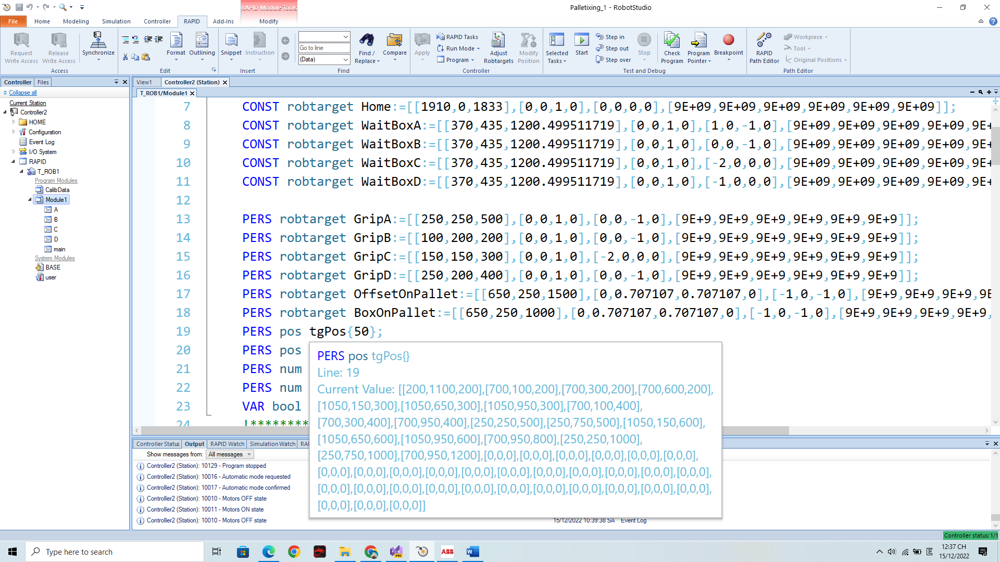 RAPID Module Tools
Palletixing_1 - RobotStudio
File Home Modeling Simulation Controller RAPID Add-Ins Modify
Request Write Access
Release Write Access
Synchronize
Access
Format
Outlining
Edit
Snippet
Instruction
Insert
Go to line
(Data)
Find / Replace
Compare
Find
Apply
RAPID Tasks
Run Mode
Program
Adjust Robtargets
Modify Position
Controller
Selected Tasks
Start
Step in
Step out
Step over
Stop
Check Program
Program Pointer
Breakpoint
Test and Debug
RAPID Path Editor
Workpiece
Tool
Original Positions
Path Editor
Controller Files
Collapse all
Current Station
Controller2
HOME
Configuration
Event Log
I/O System
RAPID
T_ROB1
Program Modules
CalibData
Module1
A
B
C
D
main
System Modules
BASE
user
View1 Controller2 (Station)
T_ROB1/Module1
7 CONST robtarget Home:=[[1910,0,1833],[0,0,1,0],[0,0,0,0],[9E+09,9E+09,9E+09,9E+09,9E+09,9E+09]];
8 CONST robtarget WaitBoxA:=[[370,435,1200.499511719],[0,0,1,0],[1,0,-1,0],[9E+09,9E+09,9E+09,9E+09,9E+
9 CONST robtarget WaitBoxB:=[[370,435,1200.499511719],[0,0,1,0],[0,0,-1,0],[9E+09,9E+09,9E+09,9E+09,9E+
10 CONST robtarget WaitBoxC:=[[370,435,1200.499511719],[0,0,1,0],[-2,0,0,0],[9E+09,9E+09,9E+09,9E+09,9E+
11 CONST robtarget WaitBoxD:=[[370,435,1200.499511719],[0,0,1,0],[-1,0,0,0],[9E+09,9E+09,9E+09,9E+09,9E+
12
13 PERS robtarget GripA:=[[250,250,500],[0,0,1,0],[0,0,-1,0],[9E+9,9E+9,9E+9,9E+9,9E+9,9E+9]];
14 PERS robtarget GripB:=[[100,200,200],[0,0,1,0],[0,0,-1,0],[9E+9,9E+9,9E+9,9E+9,9E+9,9E+9]];
15 PERS robtarget GripC:=[[150,150,300],[0,0,1,0],[-2,0,0,0],[9E+9,9E+9,9E+9,9E+9,9E+9,9E+9]];
16 PERS robtarget GripD:=[[250,200,400],[0,0,1,0],[0,0,-1,0],[9E+9,9E+9,9E+9,9E+9,9E+9,9E+9]];
17 PERS robtarget OffsetOnPallet:=[[650,250,1500],[0,0.707107,0.707107,0],[-1,0,-1,0],[9E+9,9E+9,9E+9,9E
18 PERS robtarget BoxOnPallet:=[[650,250,1000],[0,0.707107,0.707107,0],[-1,0,-1,0],[9E+9,9E+9,9E+9,9E+9,
19 PERS pos tgPos{50};
20 PERS pos
21 PERS num
22 PERS num
23 VAR bool
24 !*********
PERS pos tgPos{}
Line: 19
Current Value: [[200,1100,200],[700,100,200],[700,300,200],[700,600,200],
[1050,150,300],[1050,650,300],[1050,950,300],[700,100,400],
[700,300,400],[700,950,400],[250,250,500],[250,750,500],[1050,150,600],
[1050,650,600],[1050,950,600],[700,950,800],[250,250,1000],
[250,750,1000],[700,950,1200],[0,0,0],[0,0,0],[0,0,0],[0,0,0],[0,0,0],[0,0,0],
[0,0,0],[0,0,0],[0,0,0],[0,0,0],[0,0,0],[0,0,0],[0,0,0],[0,0,0],[0,0,0],[0,0,0],[0,0,0],
[0,0,0],[0,0,0],[0,0,0],[0,0,0],[0,0,0],[0,0,0],[0,0,0],[0,0,0],[0,0,0],[0,0,0],[0,0,0],
[0,0,0],[0,0,0],[0,0,0]]
Controller Status Output RAPID Watch Simulation Watch RA
Show messages from: All messages
Controller2 (Station): 10129 - Program stopped
Controller2 (Station): 10016 - Automatic mode requested
Controller2 (Station): 10017 - Automatic mode confirmed
Controller2 (Station): 10010 - Motors OFF state
Controller2 (Station): 10011 - Motors ON state
Controller2 (Station): 10010 - Motors OFF state 15/12/2022 10:39:38 SA Event Log
Controller status: 1/1
Type here to search
PRE
ABB
12:37 CH
15/12/2022